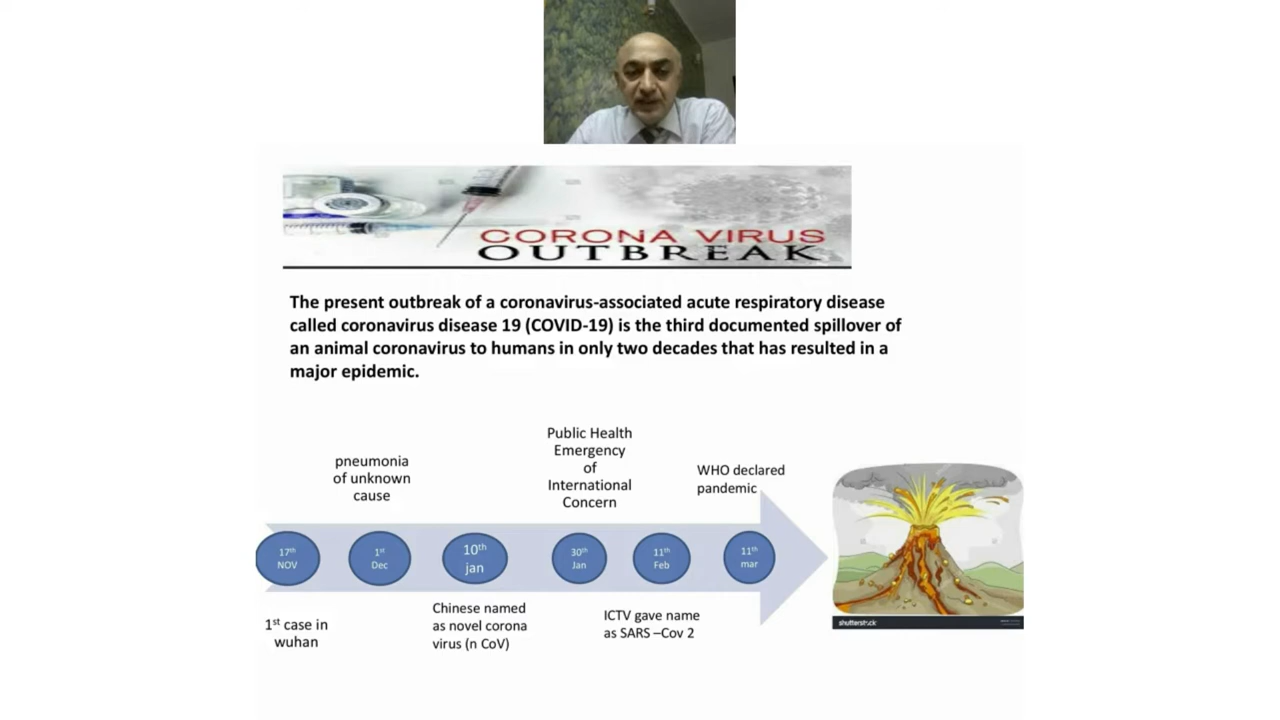 CORONA VIRUS
OUTBREAK
The present outbreak of a coronavirus-associated acute respiratory disease
called coronavirus disease 19 (COVID-19) is the third documented spillover of
an animal coronavirus to humans in only two decades that has resulted in a
major epidemic.
pneumonia
of unknown
cause
Public Health
Emergency
of
International
Concern
WHO declared
pandemic
17th
NOV
1st
Dec
10th
jan
30th
Jan
11th
Feb
11th
mar
1st case in
wuhan
Chinese named
as novel corona
virus (n CoV)
ICTV gave name
as SARS –Cov 2
shutterstock